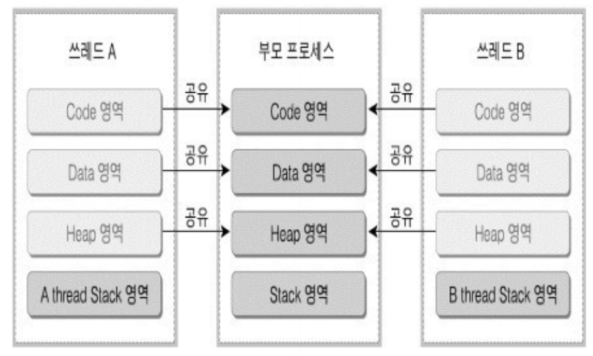 쓰레드 A
부모 프로세스
쓰레드 B
Code 영역
공유
Code 영역
공유
Code 영역
Data 영역
공유
Data 영역
공유
Data 영역
Heap 영역
공유
Heap 영역
공유
Heap 영역
A thread Stack 영역
Stack 영역
B thread Stack 영역